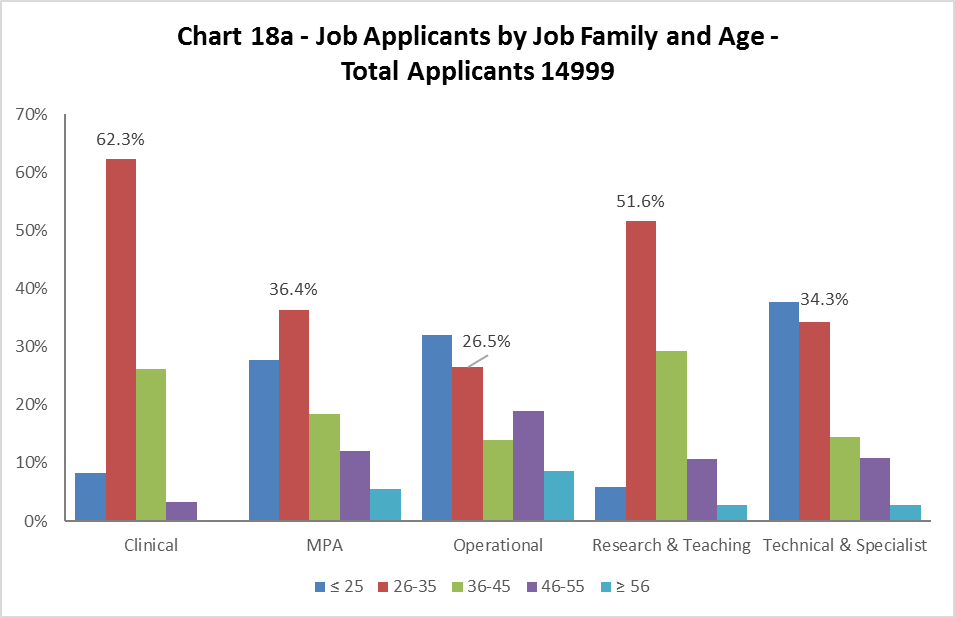 Chart 18a - Job Applicants by Job Family and Age -
Total Applicants 14999
70%
60%
50%
40%
30%
20%
10%
0%
62.3%
36.4%
26.5%
51.6%
34.3%
Clinical
MPA
Operational
Research & Teaching
Technical & Specialist
≤ 25
26-35
36-45
46-55
≥ 56